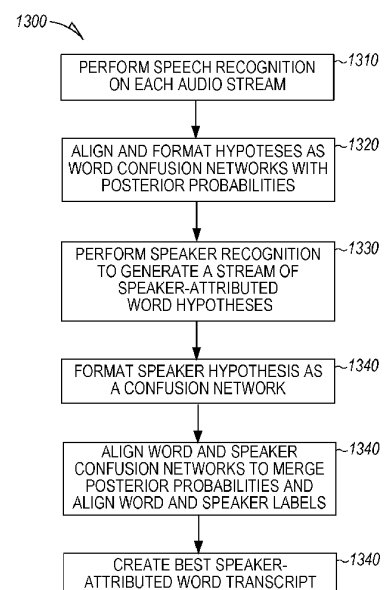 1300
PERFORM SPEECH RECOGNITION
ON EACH AUDIO STREAM
1310
ALIGN AND FORMAT HYPOTESES AS
WORD CONFUSION NETWORKS WITH
POSTERIOR PROBABILITIES
1320
PERFORM SPEAKER RECOGNITION
TO GENERATE A STREAM OF
SPEAKER-ATTRIBUTED
WORD HYPOTHESES
1330
FORMAT SPEAKER HYPOTHESIS AS
A CONFUSION NETWORK
1340
ALIGN WORD AND SPEAKER
CONFUSION NETWORKS TO MERGE
POSTERIOR PROBABILITIES AND
ALIGN WORD AND SPEAKER LABELS
1340
CREATE BEST SPEAKER-
ATTRIBUTED WORD TRANSCRIPT
1340